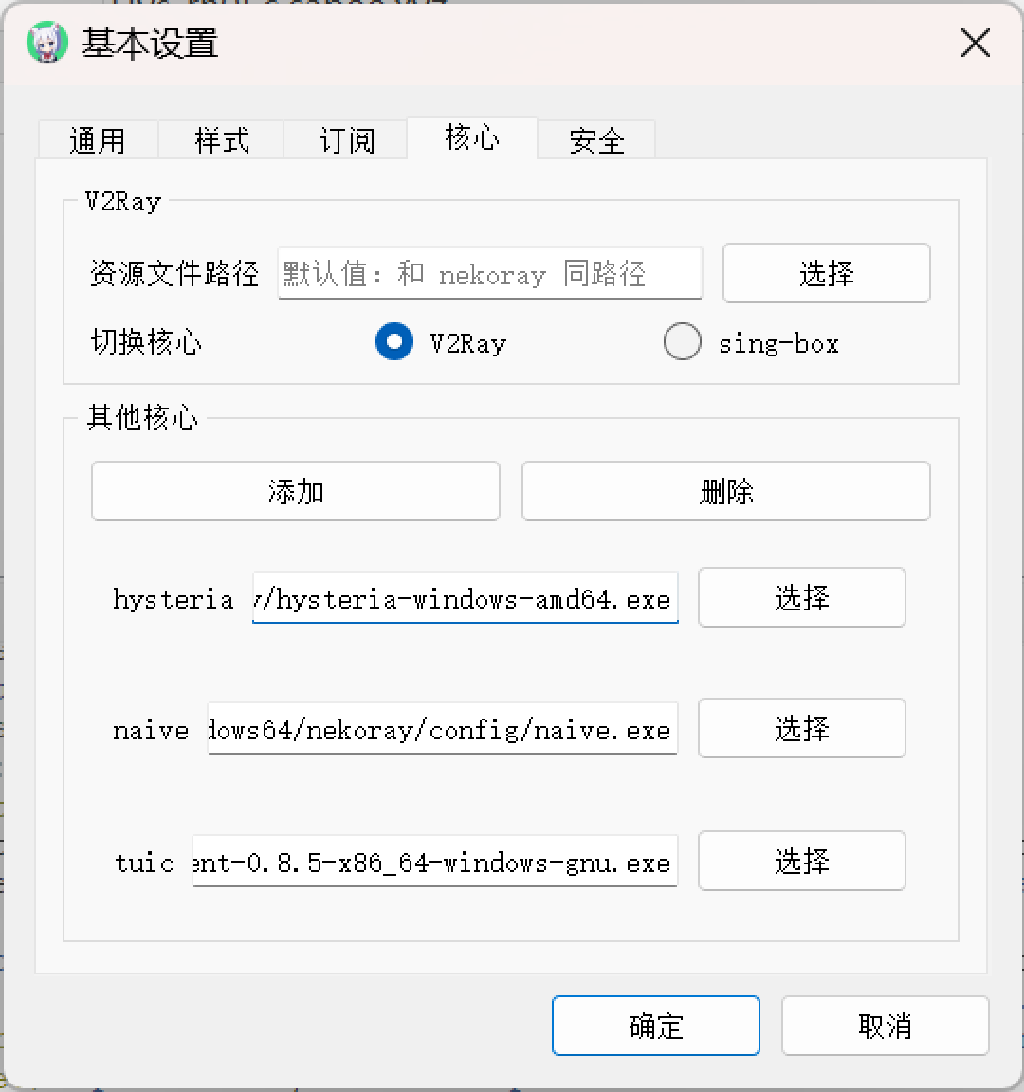 基本设置
通用 样式 订阅 核心 安全
V2Ray
资源文件路径 默认值: 和 nekoray 同路径 选择
切换核心 V2Ray sing-box
其他核心
添加 删除
hysteria /hysteria-windows-amd64.exe 选择
naive dows64/nekoray/config/naive.exe 选择
tuic ent-0.8.5-x86_64-windows-gnu.exe 选择
确定 取消